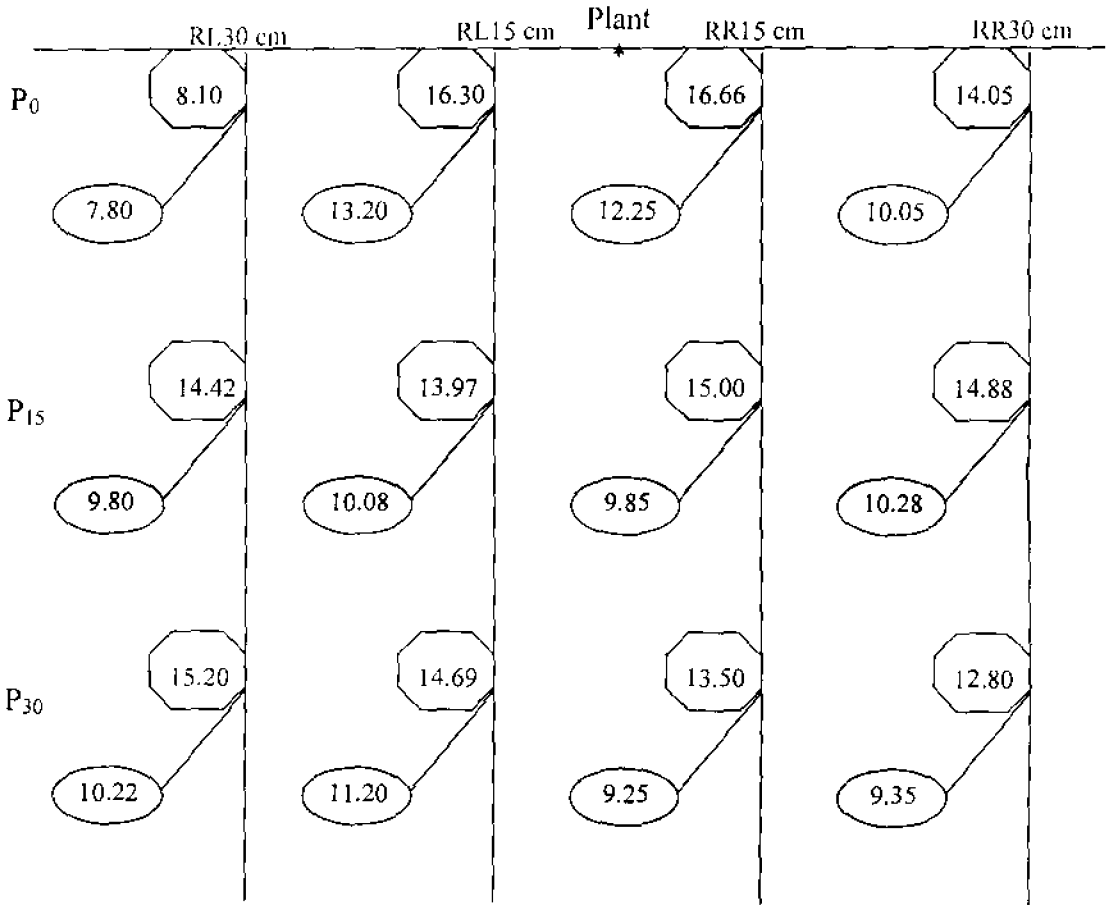 Plant
RL30 cm RL15 cm RR15 cm RR30 cm
P₀ 8.10 16.30 16.66 14.05
7.80 13.20 12.25 10.05
P₁₅ 14.42 13.97 15.00 14.88
9.80 10.08 9.85 10.28
P₃₀ 15.20 14.69 13.50 12.80
10.22 11.20 9.25 9.35